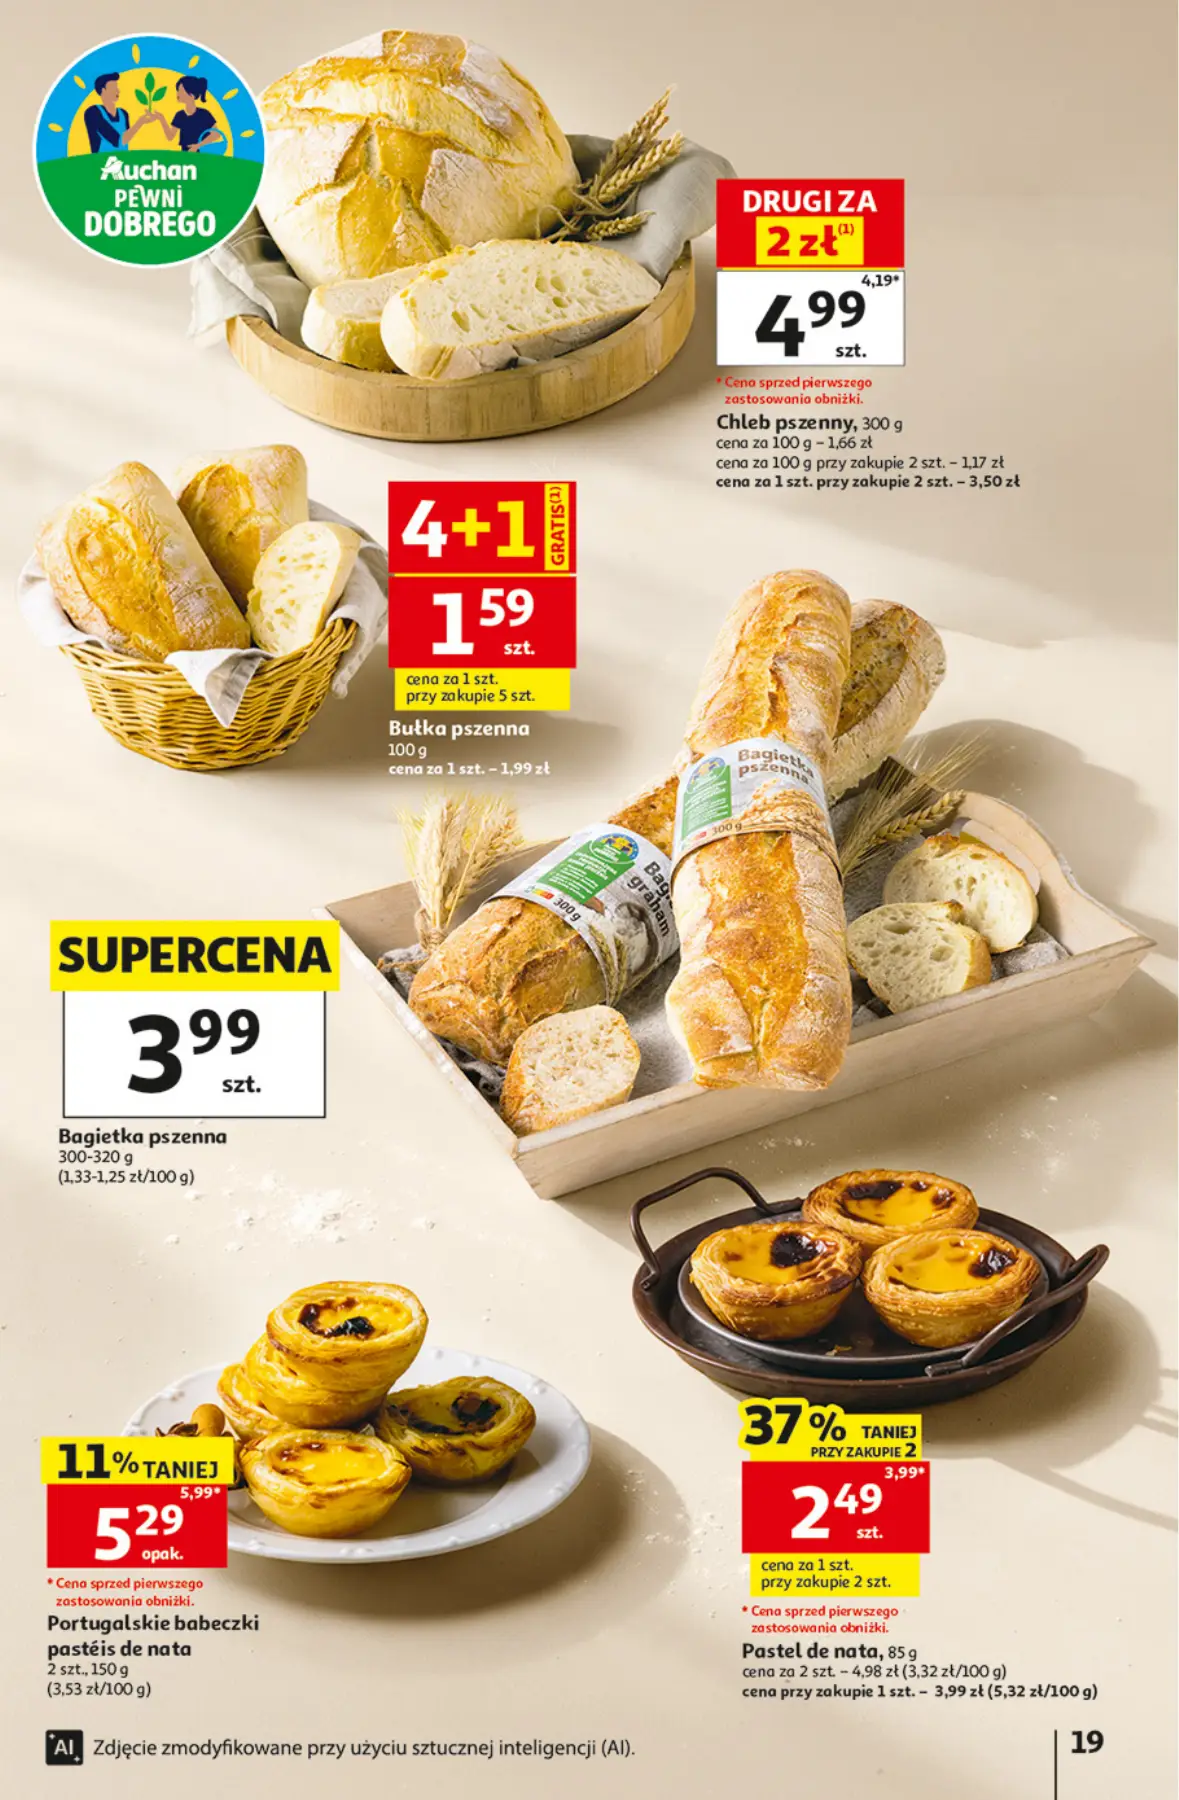 Auchan
PEWNI
DOBREGO
DRUGI ZA
2 zł(1)
4,19*
4 99
szt.
* Cena sprzed pierwszego
zastosowania obniżki.
Chleb pszenny, 300 g
cena za 100 g – 1,66 zł
cena za 100 g przy zakupie 2 szt. – 1,17 zł
cena za 1 szt. przy zakupie 2 szt. – 3,50 zł
4+1
GRATIS(1)
1 59
szt.
cena za 1 szt.
przy zakupie 5 szt.
Bułka pszenna
100 g
cena za 1 szt. – 1,99 zł
Bagietka
pszenna
300 g
graham
300 g
SUPERCENA
3 99
szt.
Bagietka pszenna
300-320 g
(1,33-1,25 zł/100 g)
11% TANIEJ
5,99*
5 29
opak.
* Cena sprzed pierwszego
zastosowania obniżki.
Portugalskie babeczki
pastéis de nata
2 szt., 150 g
(3,53 zł/100 g)
37% TANIEJ
PRZY ZAKUPIE 2
3,99*
2 49
szt.
cena za 1 szt.
przy zakupie 2 szt.
* Cena sprzed pierwszego
zastosowania obniżki.
Pastel de nata, 85 g
cena za 2 szt. – 4,98 zł (3,32 zł/100 g)
cena przy zakupie 1 szt. – 3,99 zł (5,32 zł/100 g)
AI Zdjęcie zmodyfikowane przy użyciu sztucznej inteligencji (AI).
19